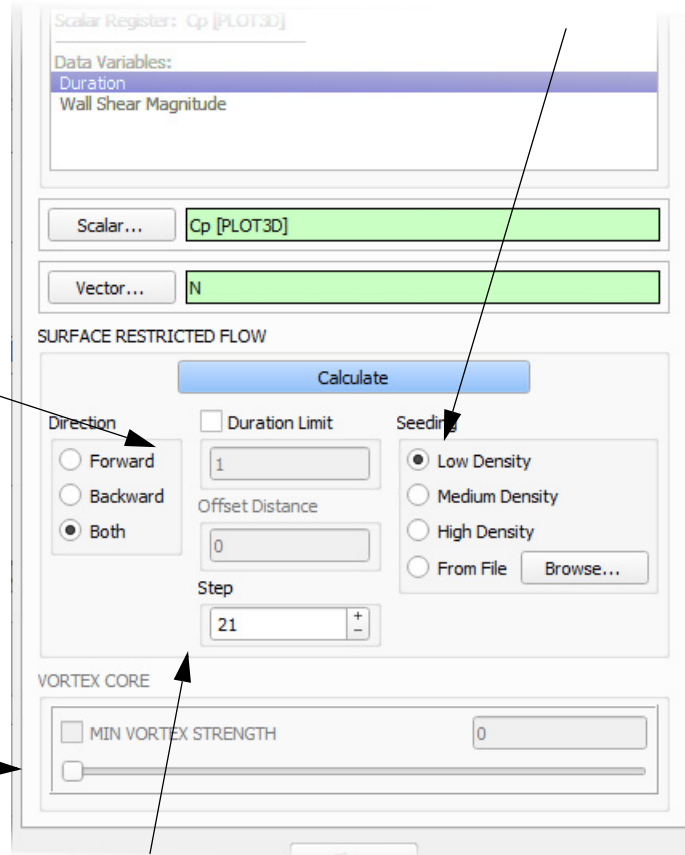 Scalar Register: Cp [PLOT3D]
Data Variables:
Duration
Wall Shear Magnitude
Scalar...
Cp [PLOT3D]
Vector...
N
SURFACE RESTRICTED FLOW
Calculate
Direction
Forward
Backward
Both
Duration Limit
1
Offset Distance
0
Step
21
+
−
Seeding
Low Density
Medium Density
High Density
From File
Browse...
VORTEX CORE
MIN VORTEX STRENGTH
0